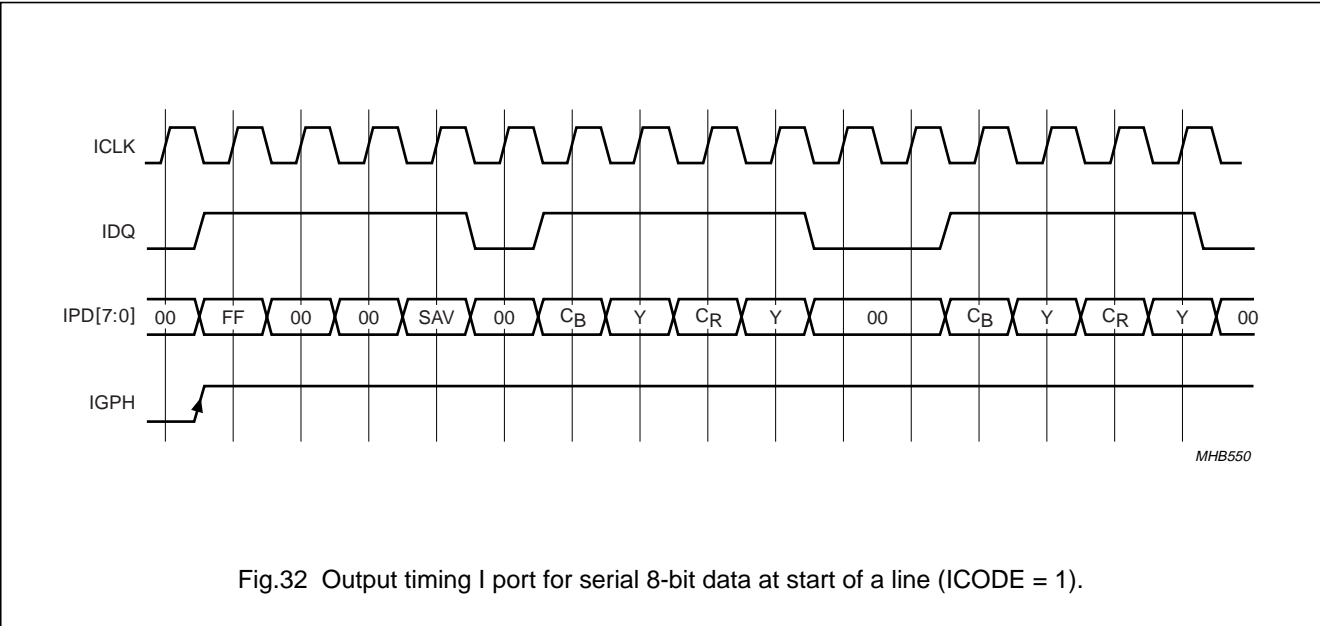 ICLK
IDQ
IPD[7:0] 00 FF 00 00 SAV 00 CB Y CR Y 00 CB Y CR Y 00
IGPH
MHB550
Fig.32 Output timing I port for serial 8-bit data at start of a line (ICODE = 1).